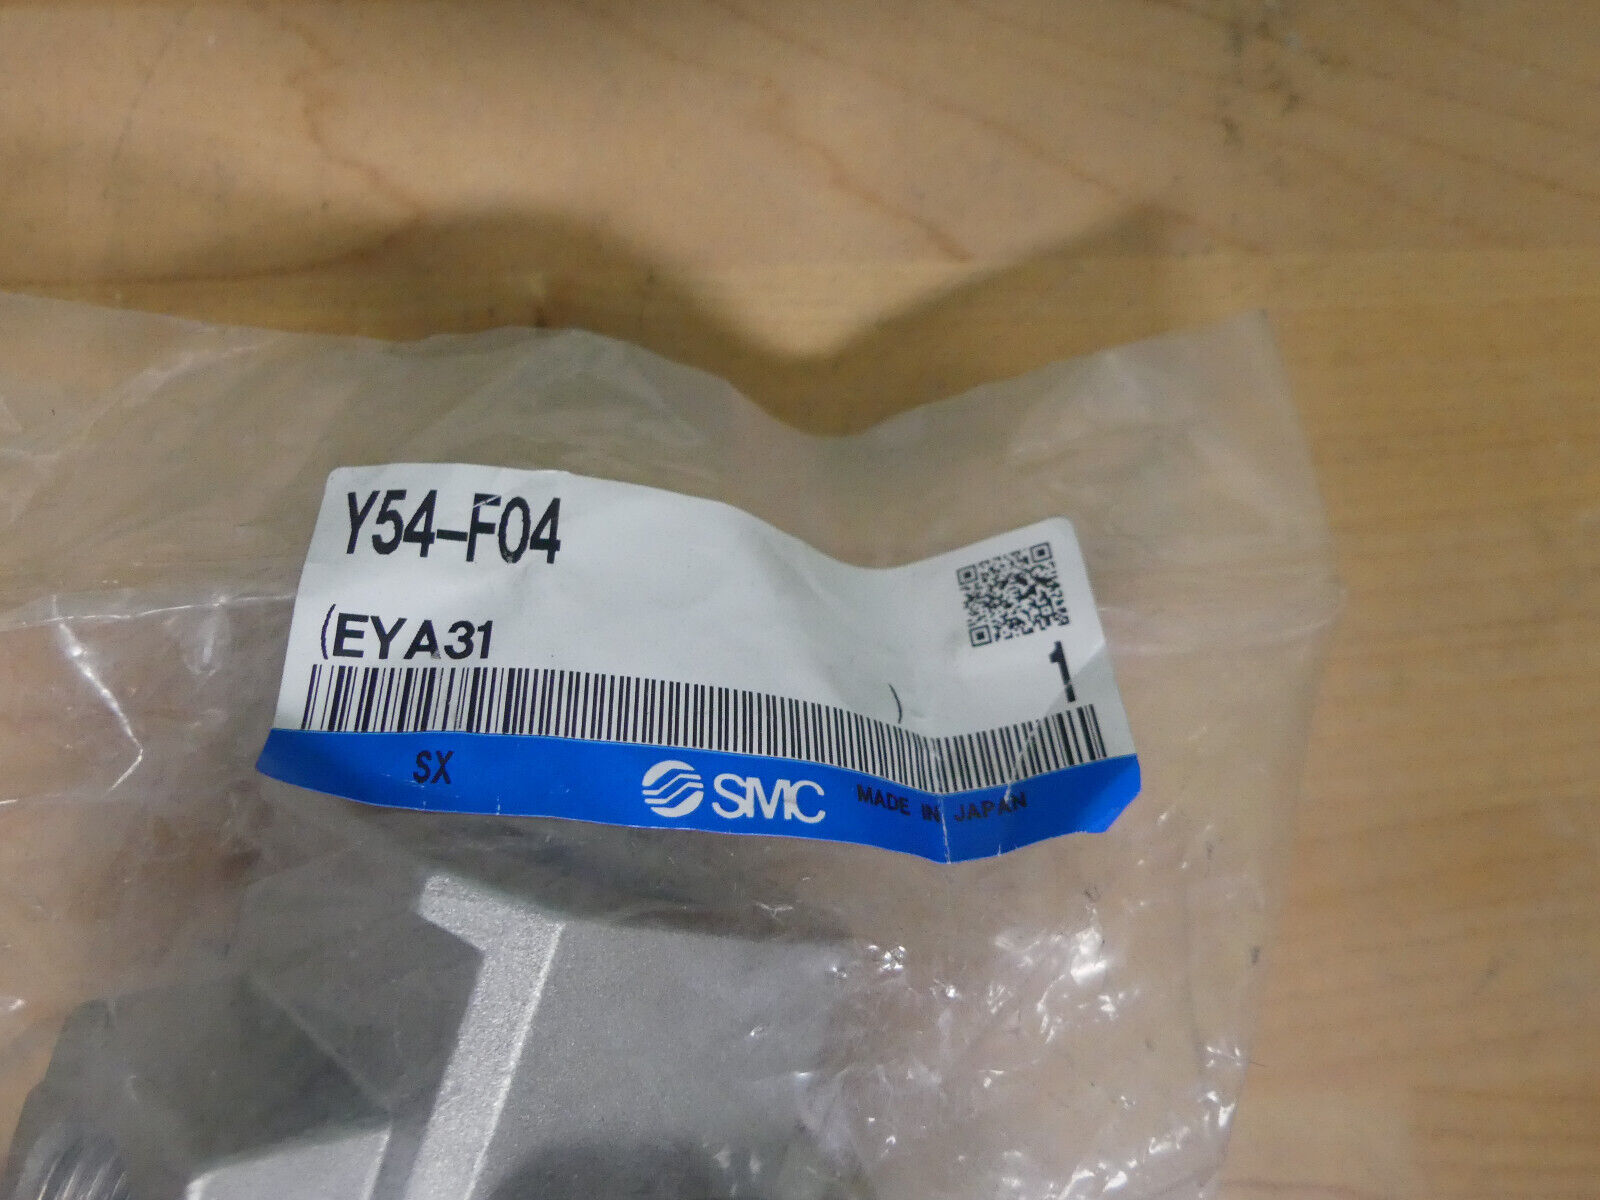 Y54-F04
(EYA31 )
1
SX SMC MADE IN JAPAN